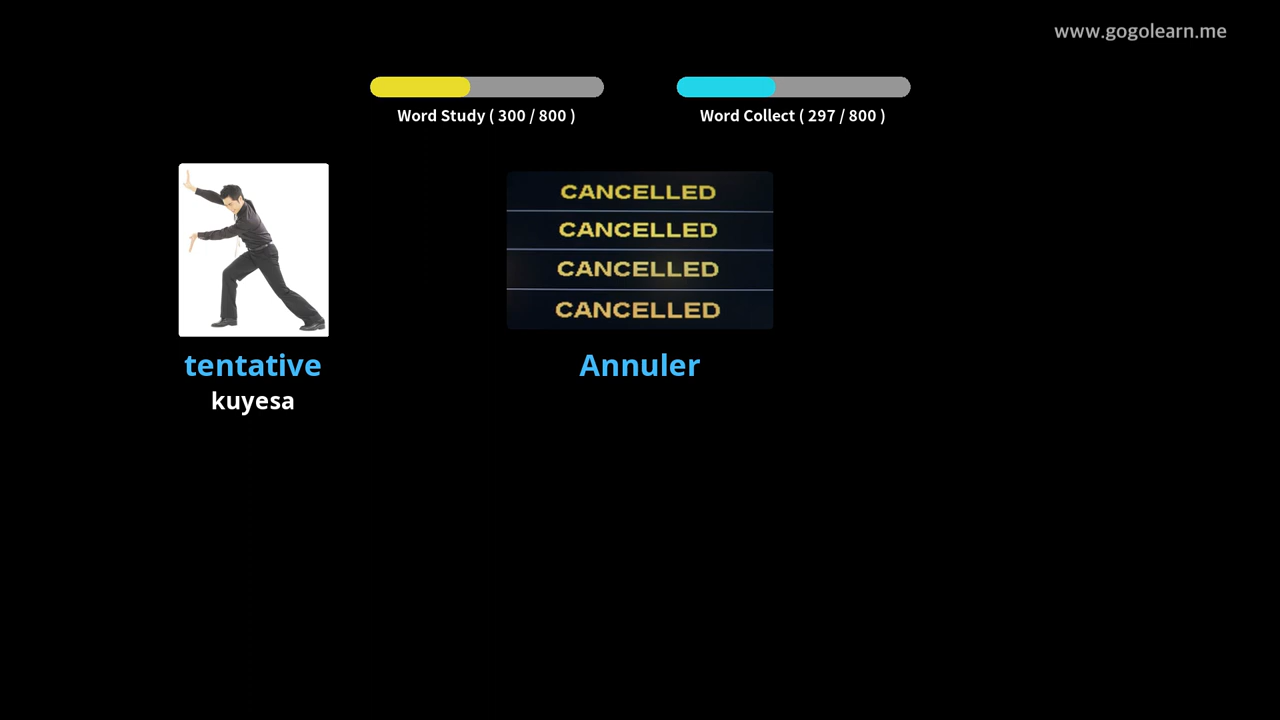 www.gogolearn.me
Word Study ( 300 / 800 )
Word Collect ( 297 / 800 )
CANCELLED
CANCELLED
CANCELLED
CANCELLED
tentative
Annuler
kuyesa